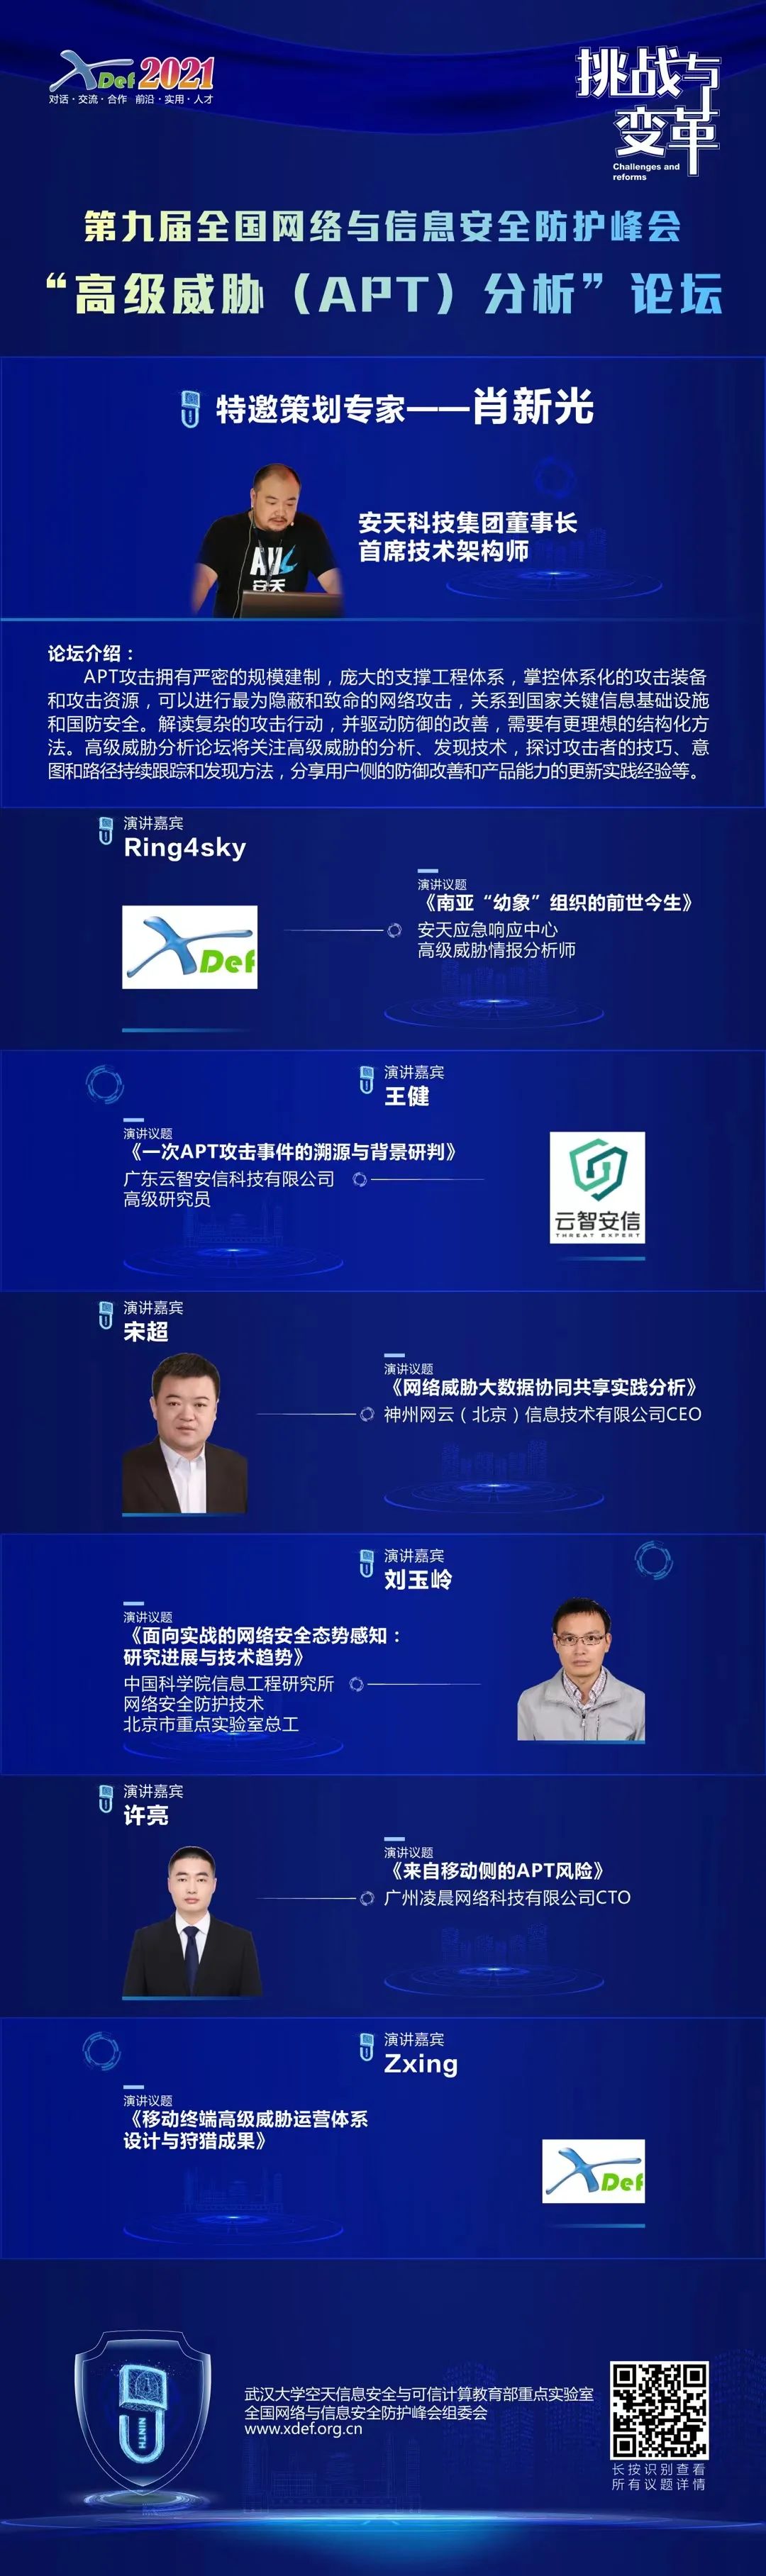 XDef 2021
对话·交流·合作 前沿·实用·人才
挑战与
变革
Challenges and
reforms
第九届全国网络与信息安全防护峰会
“高级威胁（APT）分析”论坛
特邀策划专家——肖新光
AVL
安天
安天科技集团董事长
首席技术架构师
论坛介绍：
APT攻击拥有严密的规模建制，庞大的支撑工程体系，掌控体系化的攻击装备
和攻击资源，可以进行最为隐蔽和致命的网络攻击，关系到国家关键信息基础设施
和国防安全。解读复杂的攻击行动，并驱动防御的改善，需要有更理想的结构化方
法。高级威胁分析论坛将关注高级威胁的分析、发现技术，探讨攻击者的技巧、意
图和路径持续跟踪和发现方法，分享用户侧的防御改善和产品能力的更新实践经验等。
演讲嘉宾
Ring4sky
XDef
演讲议题
《南亚“幼象”组织的前世今生》
安天应急响应中心
高级威胁情报分析师
演讲嘉宾
王健
演讲议题
《一次APT攻击事件的溯源与背景研判》
广东云智安信科技有限公司
高级研究员
云智安信
THREAT EXPERT
演讲嘉宾
宋超
演讲议题
《网络威胁大数据协同共享实践分析》
神州网云（北京）信息技术有限公司CEO
演讲嘉宾
刘玉岭
演讲议题
《面向实战的网络安全态势感知：
研究进展与技术趋势》
中国科学院信息工程研究所
网络安全防护技术
北京市重点实验室总工
演讲嘉宾
许亮
演讲议题
《来自移动侧的APT风险》
广州凌晨网络科技有限公司CTO
演讲嘉宾
Zxing
演讲议题
《移动终端高级威胁运营体系
设计与狩猎成果》
XDef
NINTH
武汉大学空天信息安全与可信计算教育部重点实验室
全国网络与信息安全防护峰会组委会
www.xdef.org.cn
长按识别查看
所有议题详情